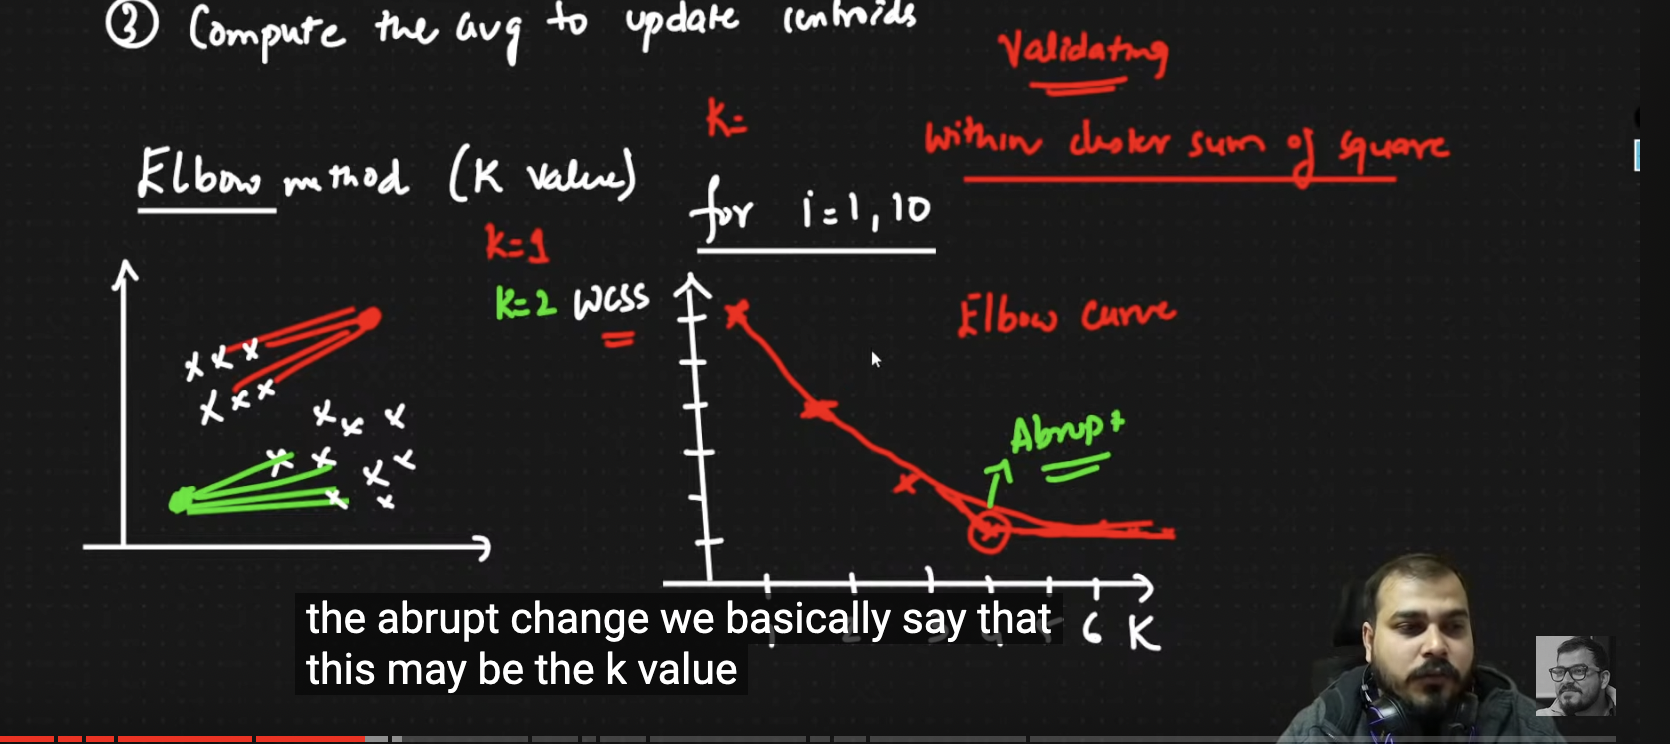 ③ Compute the avg to update centroids
Validating
K=
within cluster sum of square
Elbow method (K value)
for i=1,10
K=1
K=2 WCSS
Elbow curve
Abrupt
6 K
the abrupt change we basically say that
this may be the k value